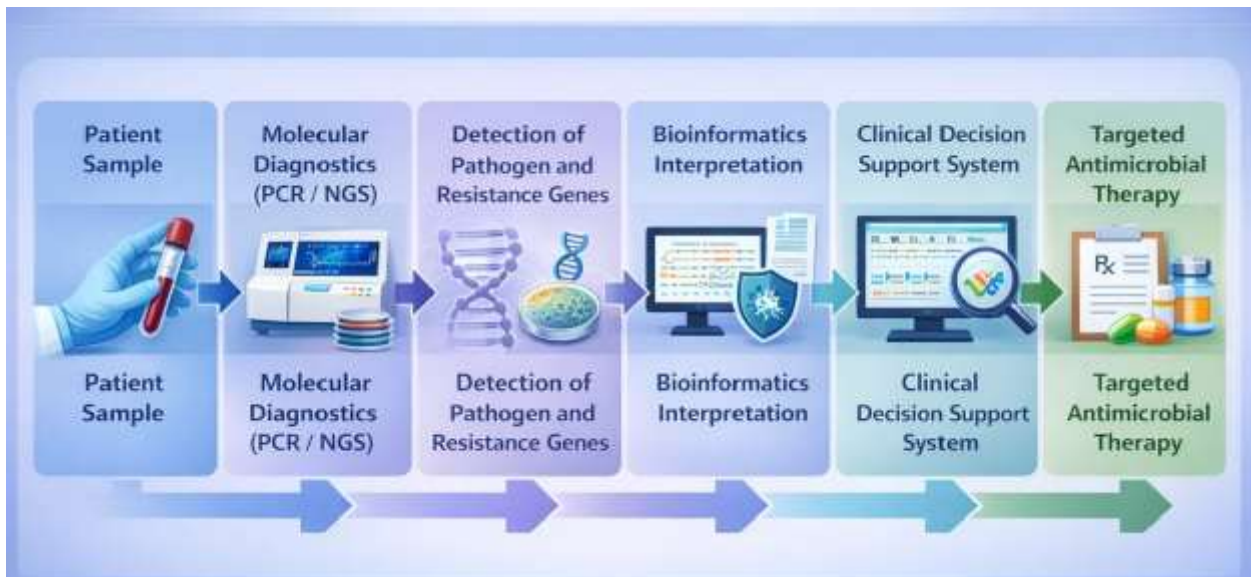 Patient
Sample
Molecular
Diagnostics
(PCR / NGS)
Detection of
Pathogen and
Resistance Genes
Bioinformatics
Interpretation
Clinical Decision
Support System
Targeted
Antimicrobial
Therapy
Rx
Patient
Sample
Molecular
Diagnostics
(PCR / NGS)
Detection of
Pathogen and
Resistance Genes
Bioinformatics
Interpretation
Clinical
Decision Support
System
Targeted
Antimicrobial
Therapy